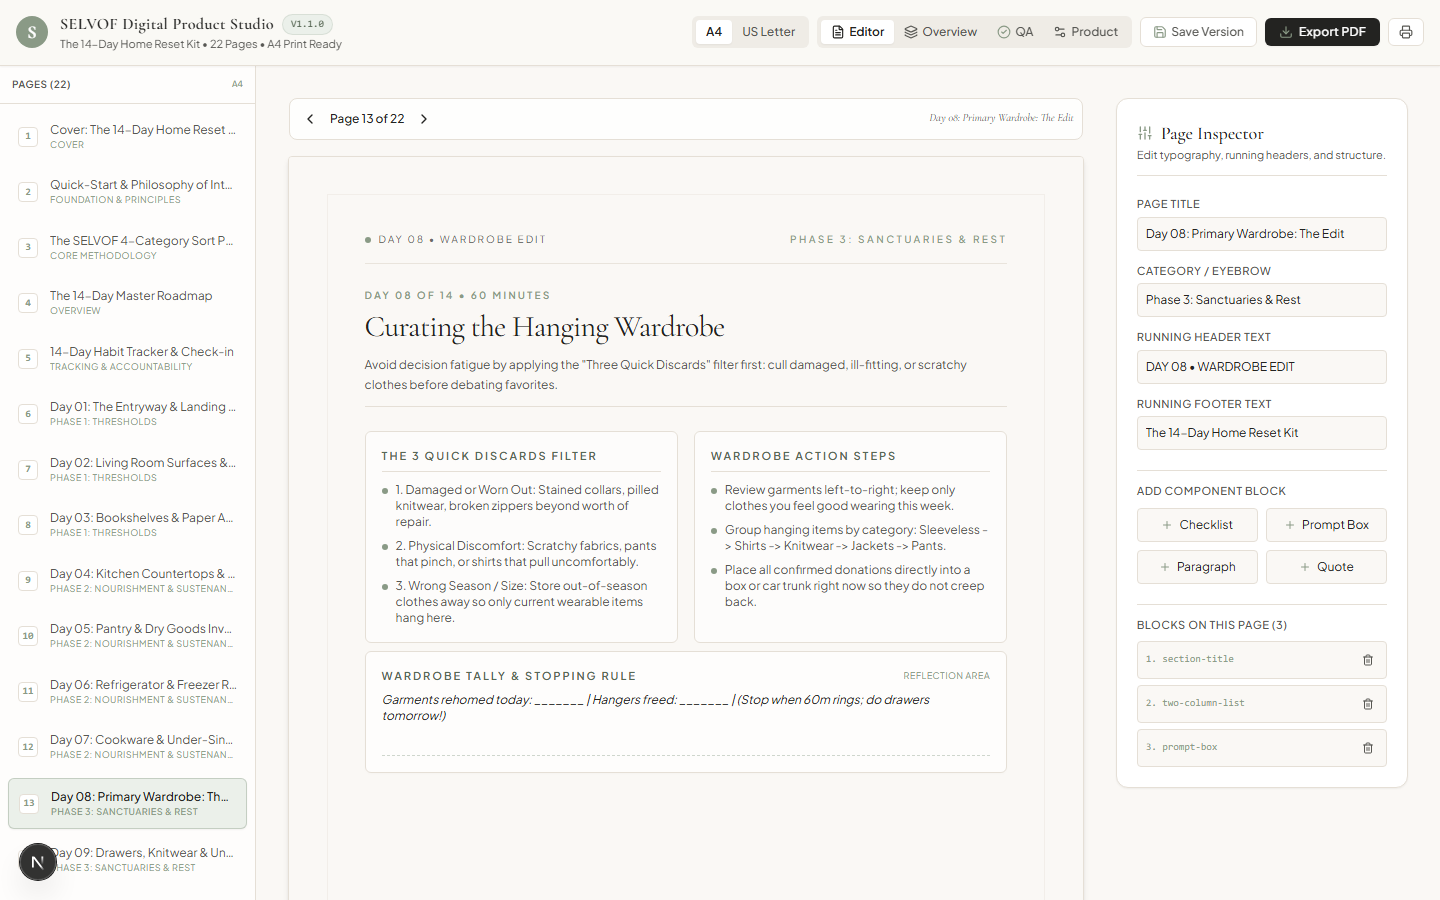 S
SELVOF Digital Product Studio
V1.1.0
The 14-Day Home Reset Kit • 22 Pages • A4 Print Ready
A4
US Letter
Editor
Overview
QA
Product
Save Version
Export PDF
PAGES (22)
A4
1
Cover: The 14-Day Home Reset ...
COVER
2
Quick-Start & Philosophy of Int...
FOUNDATION & PRINCIPLES
3
The SELVOF 4-Category Sort P...
CORE METHODOLOGY
4
The 14-Day Master Roadmap
OVERVIEW
5
14-Day Habit Tracker & Check-in
TRACKING & ACCOUNTABILITY
6
Day 01: The Entryway & Landing ...
PHASE 1: THRESHOLDS
7
Day 02: Living Room Surfaces &...
PHASE 1: THRESHOLDS
8
Day 03: Bookshelves & Paper A...
PHASE 1: THRESHOLDS
9
Day 04: Kitchen Countertops & ...
PHASE 2: NOURISHMENT & SUSTENAN...
10
Day 05: Pantry & Dry Goods Inv...
PHASE 2: NOURISHMENT & SUSTENAN...
11
Day 06: Refrigerator & Freezer R...
PHASE 2: NOURISHMENT & SUSTENAN...
12
Day 07: Cookware & Under-Sin...
PHASE 2: NOURISHMENT & SUSTENAN...
13
Day 08: Primary Wardrobe: Th...
PHASE 3: SANCTUARIES & REST
N
Day 09: Drawers, Knitwear & Un...
PHASE 3: SANCTUARIES & REST
Page 13 of 22
Day 08: Primary Wardrobe: The Edit
DAY 08 • WARDROBE EDIT
PHASE 3: SANCTUARIES & REST
DAY 08 OF 14 • 60 MINUTES
Curating the Hanging Wardrobe
Avoid decision fatigue by applying the "Three Quick Discards" filter first: cull damaged, ill-fitting, or scratchy
clothes before debating favorites.
THE 3 QUICK DISCARDS FILTER
1. Damaged or Worn Out: Stained collars, pilled
knitwear, broken zippers beyond worth of
repair.
2. Physical Discomfort: Scratchy fabrics, pants
that pinch, or shirts that pull uncomfortably.
3. Wrong Season / Size: Store out-of-season
clothes away so only current wearable items
hang here.
WARDROBE ACTION STEPS
Review garments left-to-right; keep only
clothes you feel good wearing this week.
Group hanging items by category: Sleeveless -
> Shirts -> Knitwear -> Jackets -> Pants.
Place all confirmed donations directly into a
box or car trunk right now so they do not creep
back.
WARDROBE TALLY & STOPPING RULE
REFLECTION AREA
Garments rehomed today: _______ | Hangers freed: _______ | (Stop when 60m rings; do drawers
tomorrow!)
Page Inspector
Edit typography, running headers, and structure.
PAGE TITLE
Day 08: Primary Wardrobe: The Edit
CATEGORY / EYEBROW
Phase 3: Sanctuaries & Rest
RUNNING HEADER TEXT
DAY 08 • WARDROBE EDIT
RUNNING FOOTER TEXT
The 14-Day Home Reset Kit
ADD COMPONENT BLOCK
+ Checklist
+ Prompt Box
+ Paragraph
+ Quote
BLOCKS ON THIS PAGE (3)
1. section-title
2. two-column-list
3. prompt-box